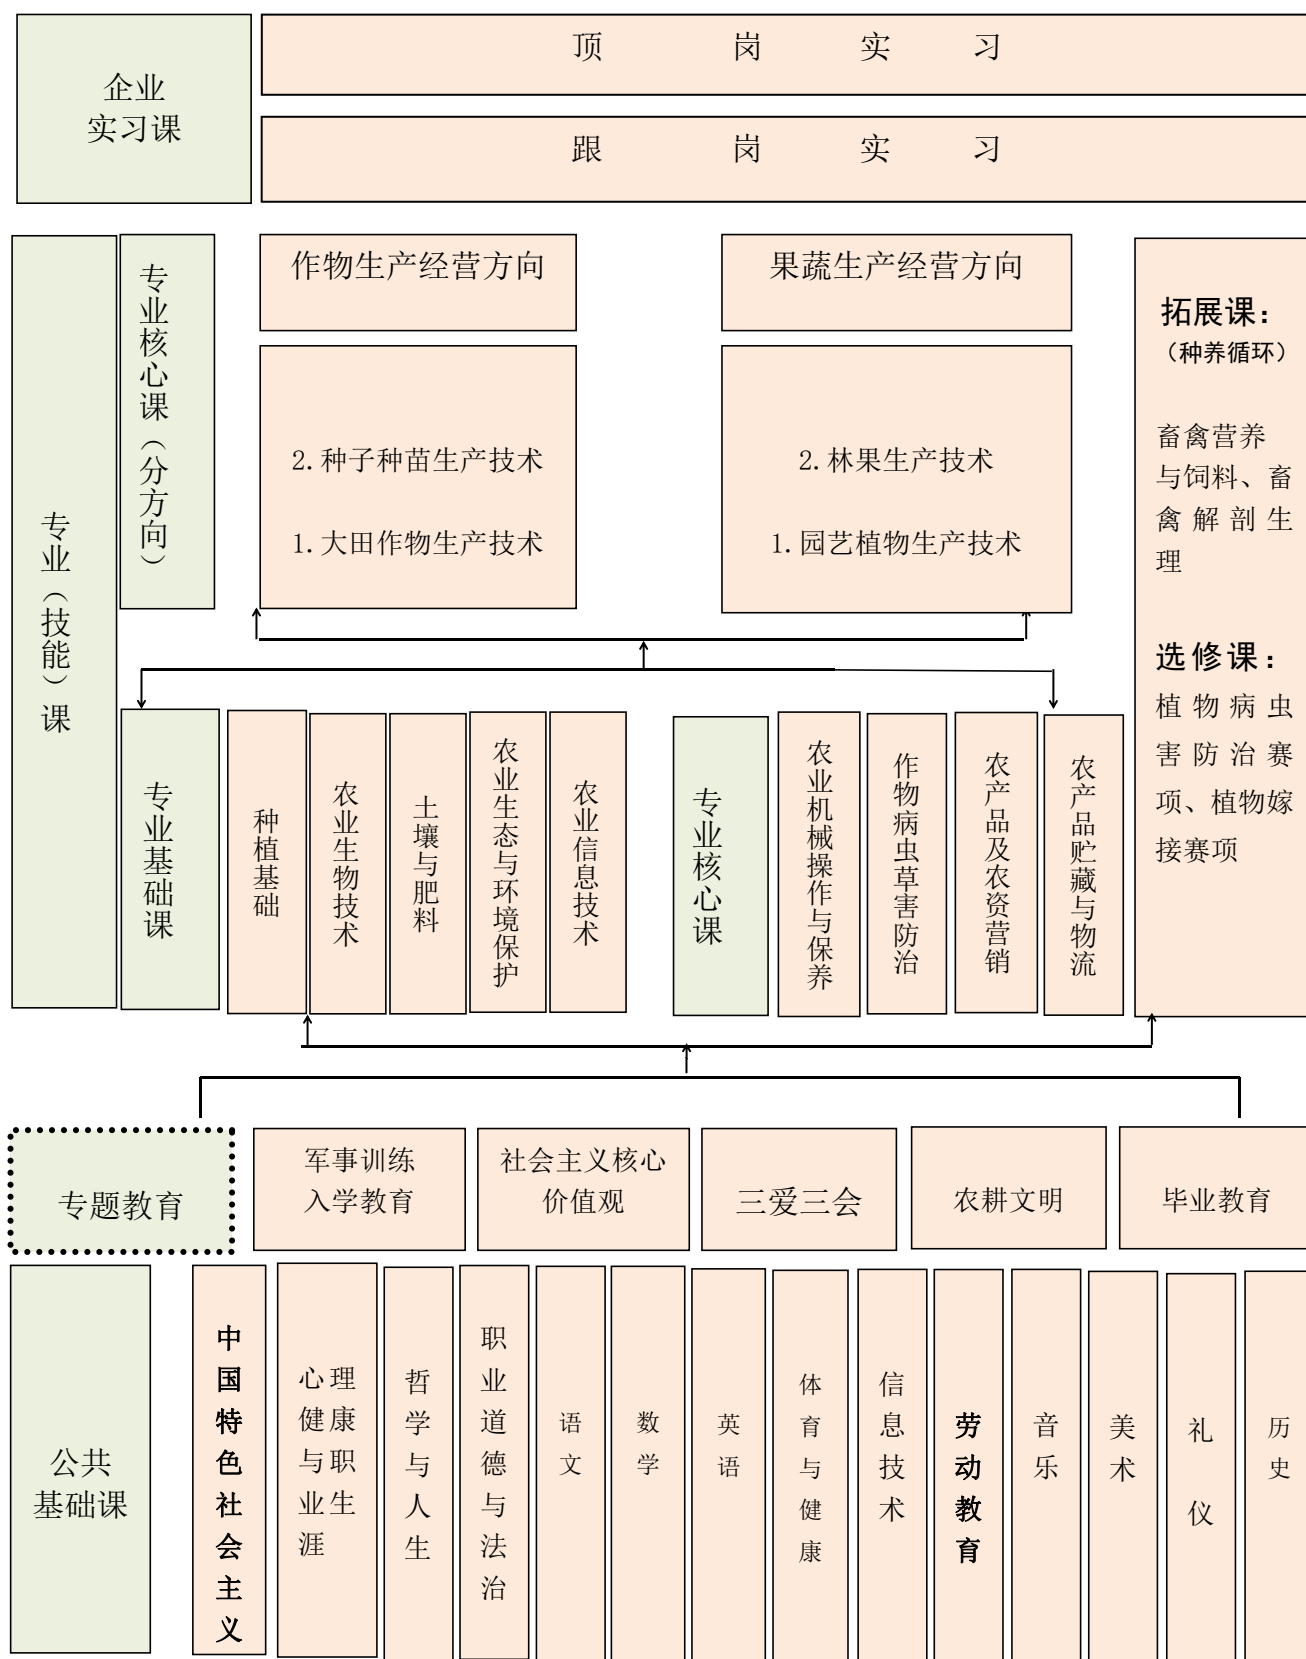 企业
实习课
顶岗实习
跟岗实习
专业（技能）课
专业核心课（分方向）
作物生产经营方向
2.种子种苗生产技术
1.大田作物生产技术
果蔬生产经营方向
2.林果生产技术
1.园艺植物生产技术
拓展课：
（种养循环）
畜禽营养
与饲料、畜
禽解剖生
理
选修课：
植物病虫
害防治赛
项、植物嫁
接赛项
专业基础课
种植基础
农业生物技术
土壤与肥料
农业生态与环境保护
农业信息技术
专业核心课
农业机械操作与保养
作物病虫草害防治
农产品及农资营销
农产品贮藏与物流
专题教育
军事训练
入学教育
社会主义核心
价值观
三爱三会
农耕文明
毕业教育
公共
基础课
中国特色社会主义
心理
健康
与职
业生
涯
哲学与人生
职业道德与法治
语文
数学
英语
体育与健康
信息技术
劳动教育
音乐
美术
礼仪
历史